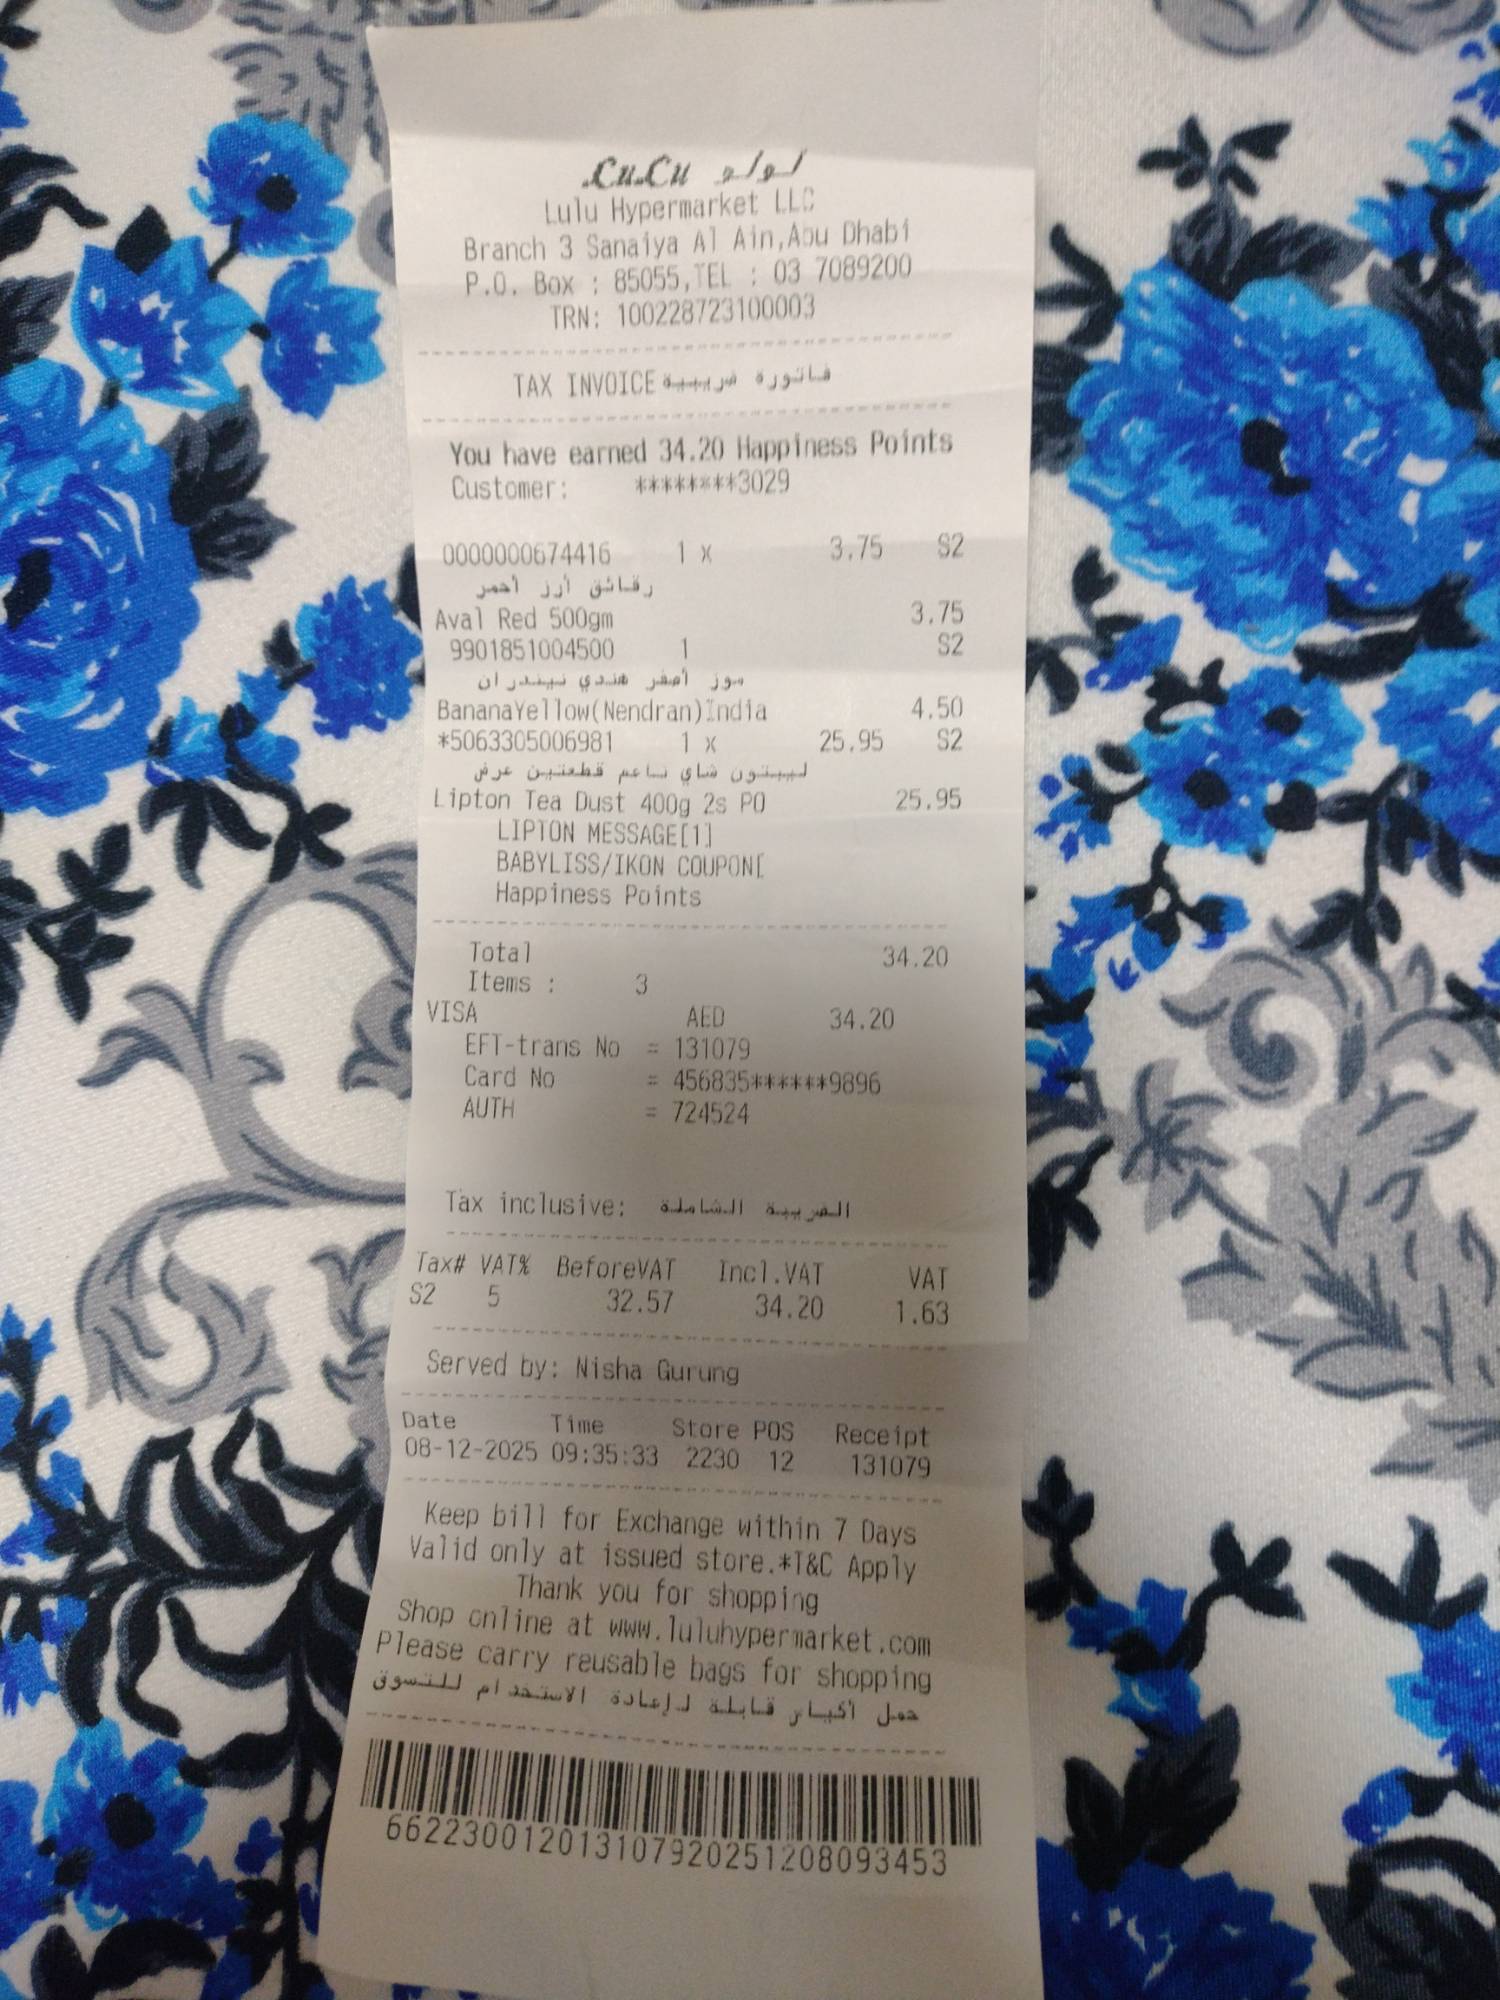 LuLu لولو
Lulu Hypermarket LLC
Branch 3 Sanaiya Al Ain,Abu Dhabi
P.O. Box : 85055,TEL : 03 7089200
TRN: 100228723100003
TAX INVOICE فاتورة ضريبية
You have earned 34.20 Happiness Points
Customer: ********3029
0000000674416 1 x 3.75 S2
رقائق أرز أحمر
Aval Red 500gm 3.75
9901851004500 1 S2
موز أصفر هندي نيندران
BananaYellow(Nendran)India 4.50
*5063305006981 1 x 25.95 S2
ليبتون شاي ناعم قطعتين عرض
Lipton Tea Dust 400g 2s PO 25.95
LIPTON MESSAGE[1]
BABYLISS/IKON COUPON[
Happiness Points
Total 34.20
Items : 3
VISA AED 34.20
EFT-trans No = 131079
Card No = 456835******9896
AUTH = 724524
Tax inclusive: الضريبة الشاملة
Tax# VAT% BeforeVAT Incl.VAT VAT
S2 5 32.57 34.20 1.63
Served by: Nisha Gurung
Date Time Store POS Receipt
08-12-2025 09:35:33 2230 12 131079
Keep bill for Exchange within 7 Days
Valid only at issued store.*T&C Apply
Thank you for shopping
Shop online at www.luluhypermarket.com
Please carry reusable bags for shopping
حمل أكياس قابلة لإعادة الاستخدام للتسوق
6622300120131079202512080934​53